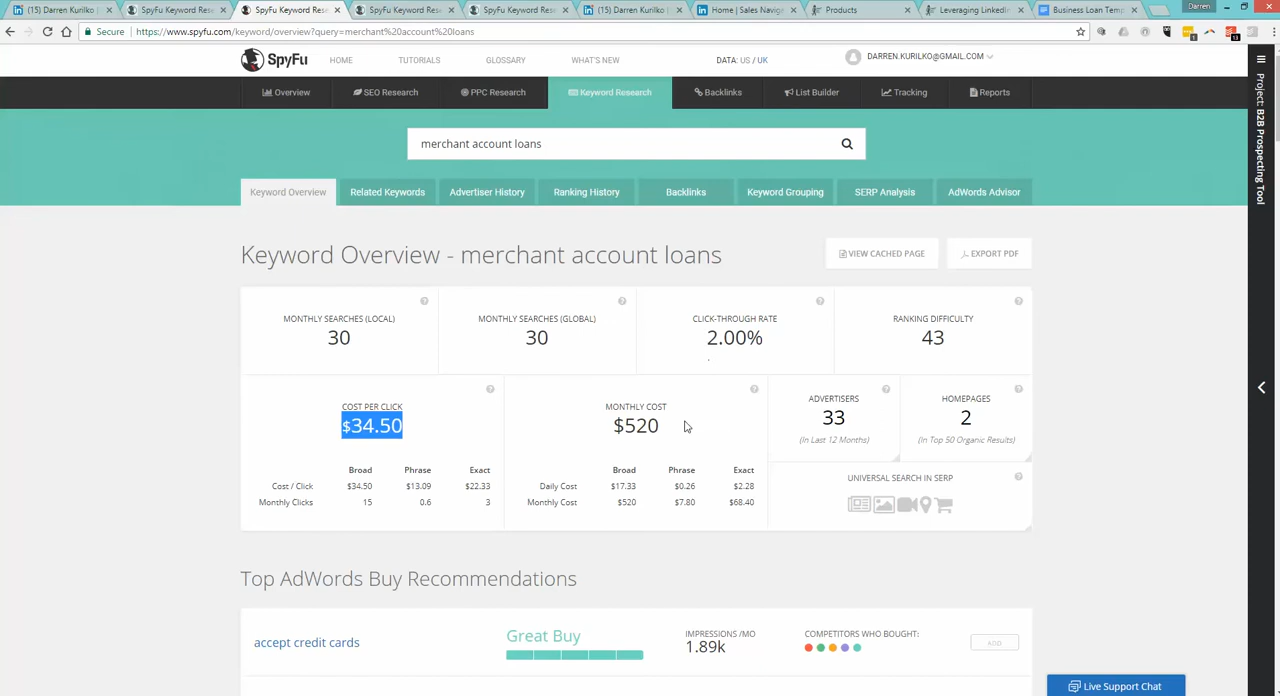 (15) Darren Kurilko |
SpyFu Keyword Rese
SpyFu Keyword Rese
SpyFu Keyword Rese
SpyFu Keyword Rese
(15) Darren Kurilko |
Home | Sales Navig
Products
Leveraging LinkedIn
Business Loan Temp
Darren
Secure | https://www.spyfu.com/keyword/overview?query=merchant%20account%20loans
SpyFu HOME TUTORIALS GLOSSARY WHAT'S NEW DATA: US / UK DARREN.KURILKO@GMAIL.COM
Overview SEO Research PPC Research Keyword Research Backlinks List Builder Tracking Reports
Project: B2B Prospecting Tool
merchant account loans
Keyword Overview Related Keywords Advertiser History Ranking History Backlinks Keyword Grouping SERP Analysis AdWords Advisor
Keyword Overview - merchant account loans
VIEW CACHED PAGE EXPORT PDF
MONTHLY SEARCHES (LOCAL)
30
MONTHLY SEARCHES (GLOBAL)
30
CLICK-THROUGH RATE
2.00%
RANKING DIFFICULTY
43
COST PER CLICK
$34.50
Broad Phrase Exact
Cost / Click $34.50 $13.09 $22.33
Monthly Clicks 15 0.6 3
MONTHLY COST
$520
Broad Phrase Exact
Daily Cost $17.33 $0.26 $2.28
Monthly Cost $520 $7.80 $68.40
ADVERTISERS
33
(In Last 12 Months)
HOMEPAGES
2
(In Top 50 Organic Results)
UNIVERSAL SEARCH IN SERP
Top AdWords Buy Recommendations
accept credit cards
Great Buy
IMPRESSIONS /MO
1.89k
COMPETITORS WHO BOUGHT:
ADD
Live Support Chat